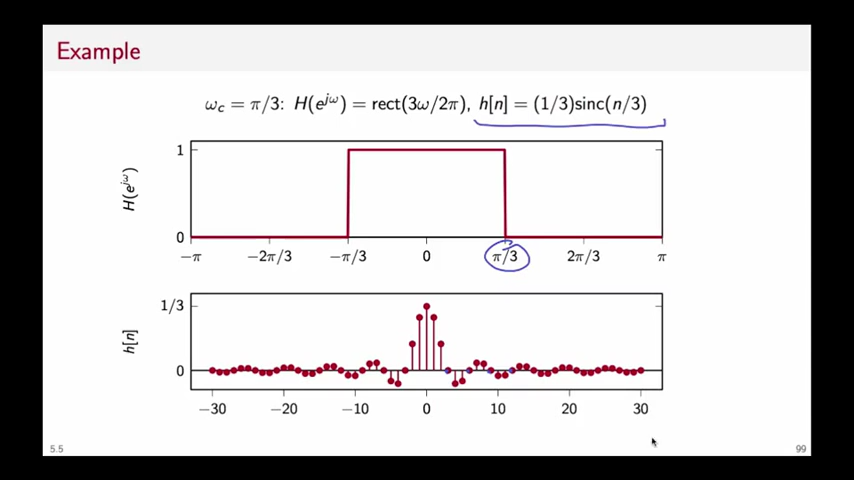 Example
ω_c = π/3: H(e^{jω}) = rect(3ω/2π), h[n] = (1/3)sinc(n/3)
H(e^{jω})
1
0
−π −2π/3 −π/3 0 π/3 2π/3 π
h[n]
1/3
0
−30 −20 −10 0 10 20 30
5.5 99